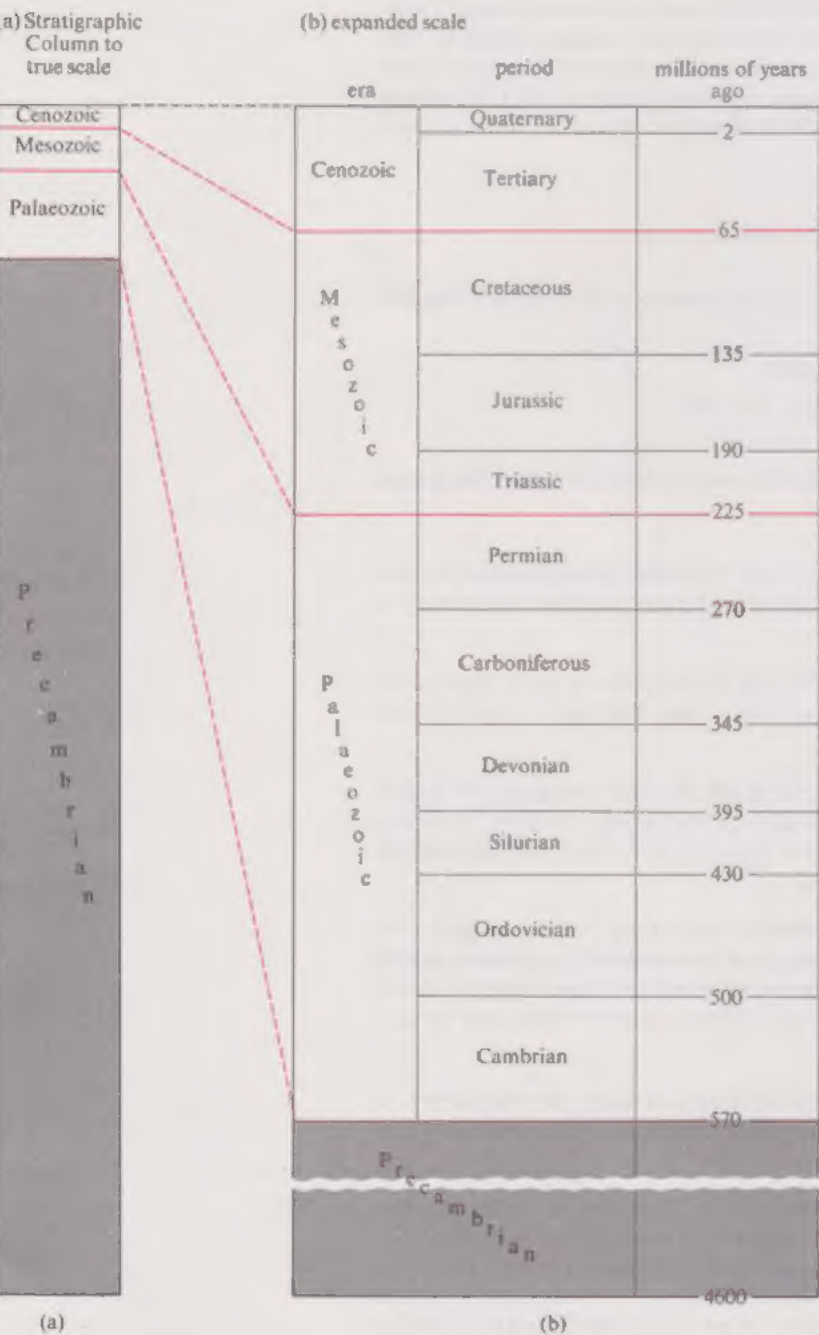 (a) Stratigraphic
Column to
true scale
Cenozoic
Mesozoic
Palaeozoic
Precambrian
(a)
(b) expanded scale
era
period
millions of years
ago
Cenozoic
Quaternary
2
Tertiary
65
Mesozoic
Cretaceous
135
Jurassic
190
Triassic
225
Palaeozoic
Permian
270
Carboniferous
345
Devonian
395
Silurian
430
Ordovician
500
Cambrian
570
Precambrian
4600
(b)